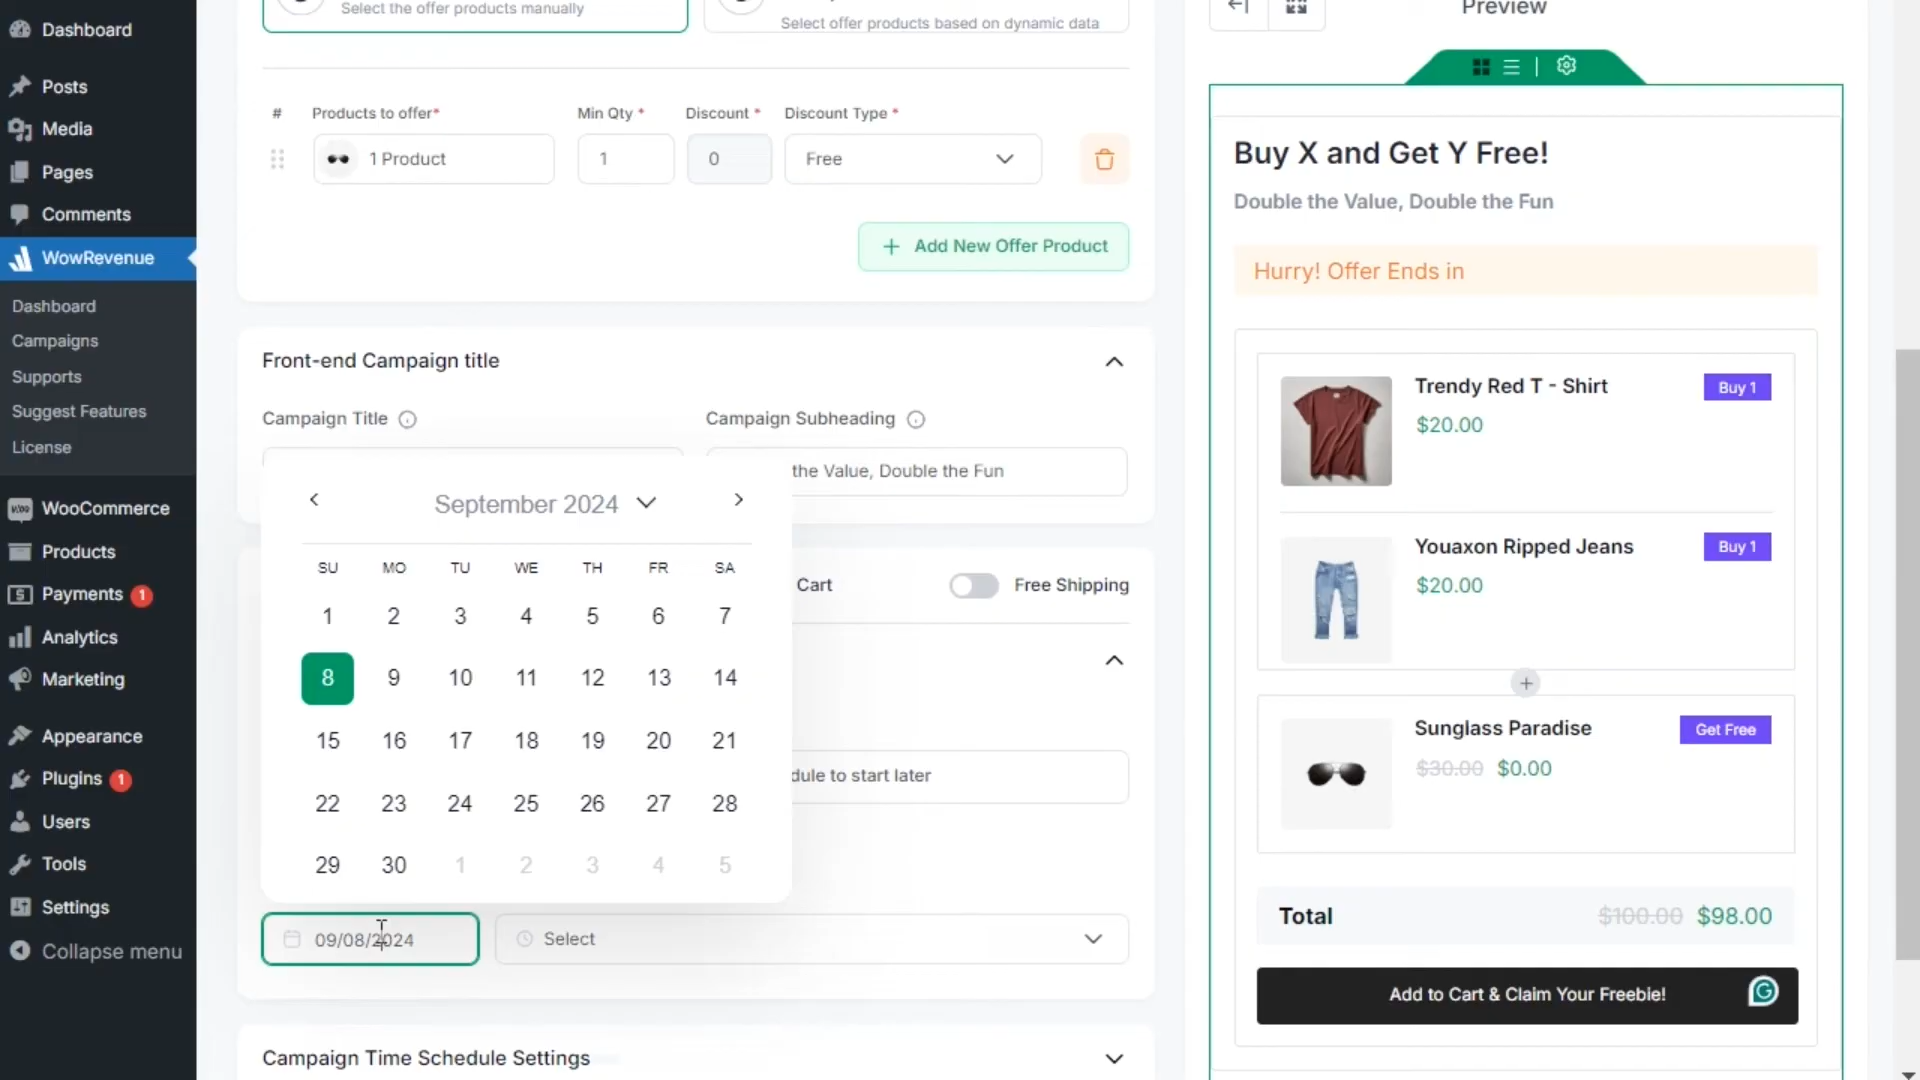 Dashboard
Posts
Media
Pages
Comments
WowRevenue
Dashboard
Campaigns
Supports
Suggest Features
License
WooCommerce
Products
Payments 1
Analytics
Marketing
Appearance
Plugins 1
Users
Tools
Settings
Collapse menu
Select the offer products manually
Select offer products based on dynamic data
# Products to offer* Min Qty * Discount * Discount Type *
1 Product 1 0 Free
+ Add New Offer Product
Front-end Campaign title
Campaign Title Campaign Subheading
the Value, Double the Fun
September 2024
SU MO TU WE TH FR SA
1 2 3 4 5 6 7
8 9 10 11 12 13 14
15 16 17 18 19 20 21
22 23 24 25 26 27 28
29 30 1 2 3 4 5
Cart Free Shipping
dule to start later
09/08/2024 Select
Campaign Time Schedule Settings
Preview
Buy X and Get Y Free!
Double the Value, Double the Fun
Hurry! Offer Ends in
Trendy Red T - Shirt Buy 1
$20.00
Youaxon Ripped Jeans Buy 1
$20.00
+
Sunglass Paradise Get Free
$30.00 $0.00
Total $100.00 $98.00
Add to Cart & Claim Your Freebie!